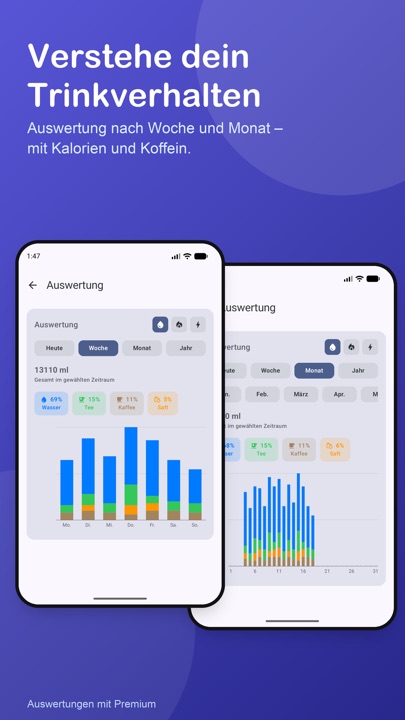 Verstehe dein
Trinkverhalten
Auswertung nach Woche und Monat –
mit Kalorien und Koffein.
1:47
Auswertung
Auswertung
Heute Woche Monat Jahr
13110 ml
Gesamt im gewählten Zeitraum
69% 15% 11% 5%
Wasser Tee Kaffee Saft
Mo. Di. Mi. Do. Fr. Sa. So.
uswertung
wertung
eute Woche Monat Jahr
n. Feb. März Apr. M
0 ml
t im gewählten Zeitraum
68% 15% 11% 6%
ser Tee Kaffee Saft
1 6 11 16 21 26 31
Auswertungen mit Premium